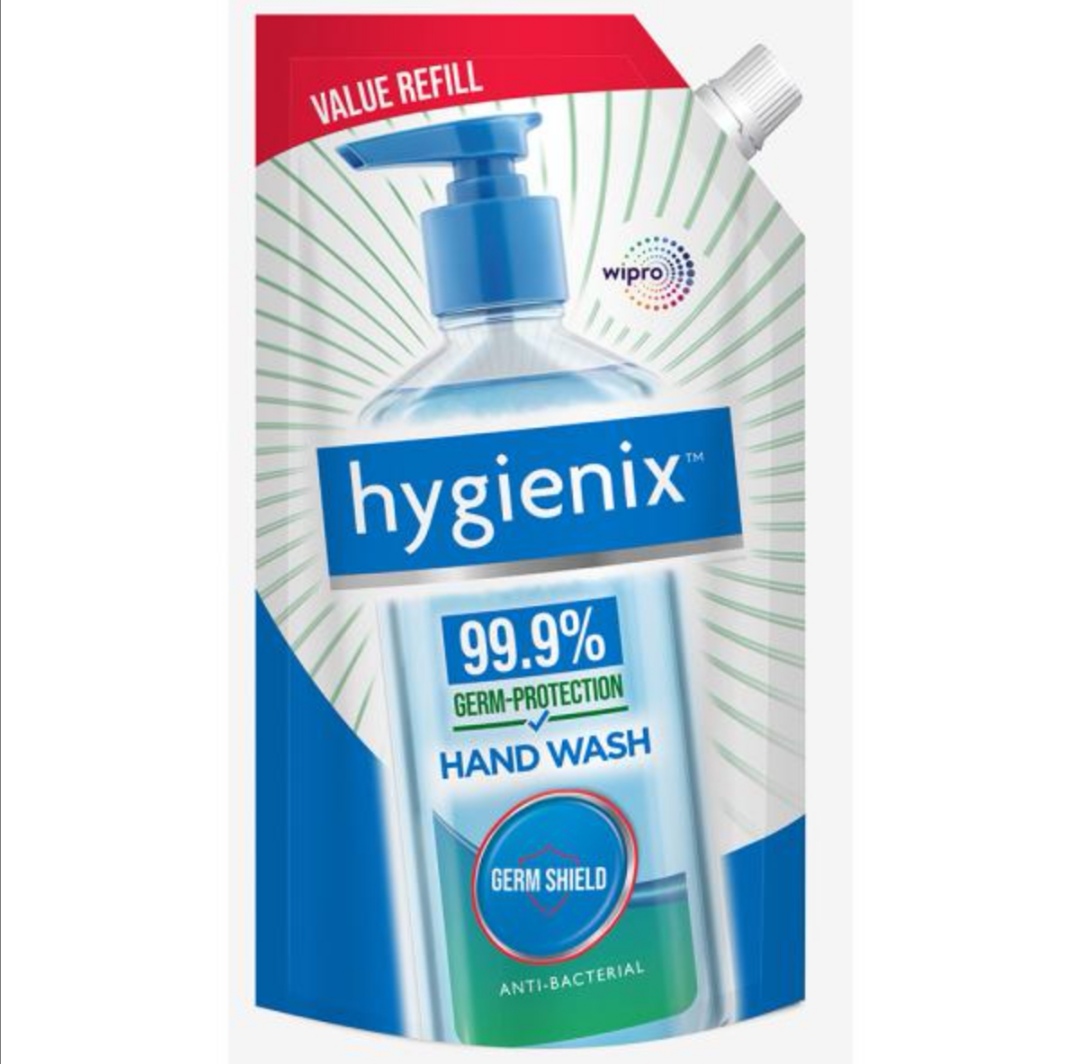 VALUE REFILL
wipro
hygienix™
99.9%
GERM-PROTECTION
HAND WASH
GERM SHIELD
ANTI-BACTERIAL